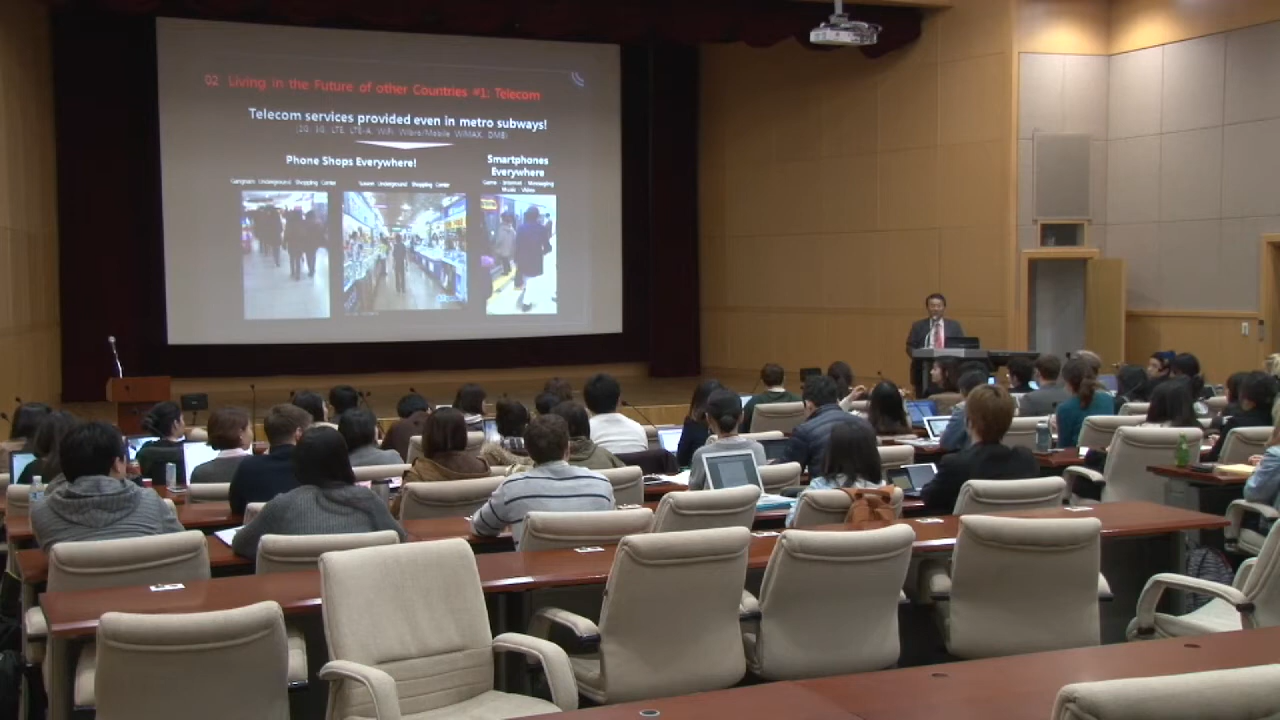 02 Living in the Future of other Countries #1: Telecom
Telecom services provided even in metro subways!
(2G, 3G, LTE, LTE-A, WiFi, WiBro/Mobile WiMAX, DMB)
Phone Shops Everywhere!
Smartphones
Everywhere
Gangnam Underground Shopping Center
Underground Shopping Center
Game Internet Messaging
Music Video